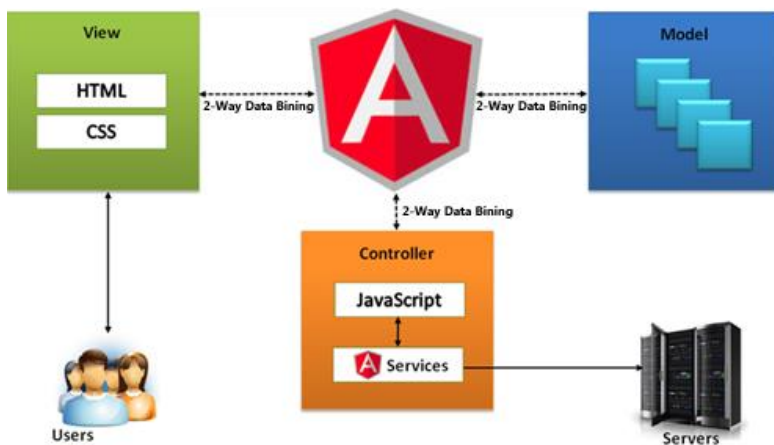 View
HTML
CSS
2-Way Data Bining
A
2-Way Data Bining
Model
2-Way Data Bining
Controller
JavaScript
A Services
Users
Servers